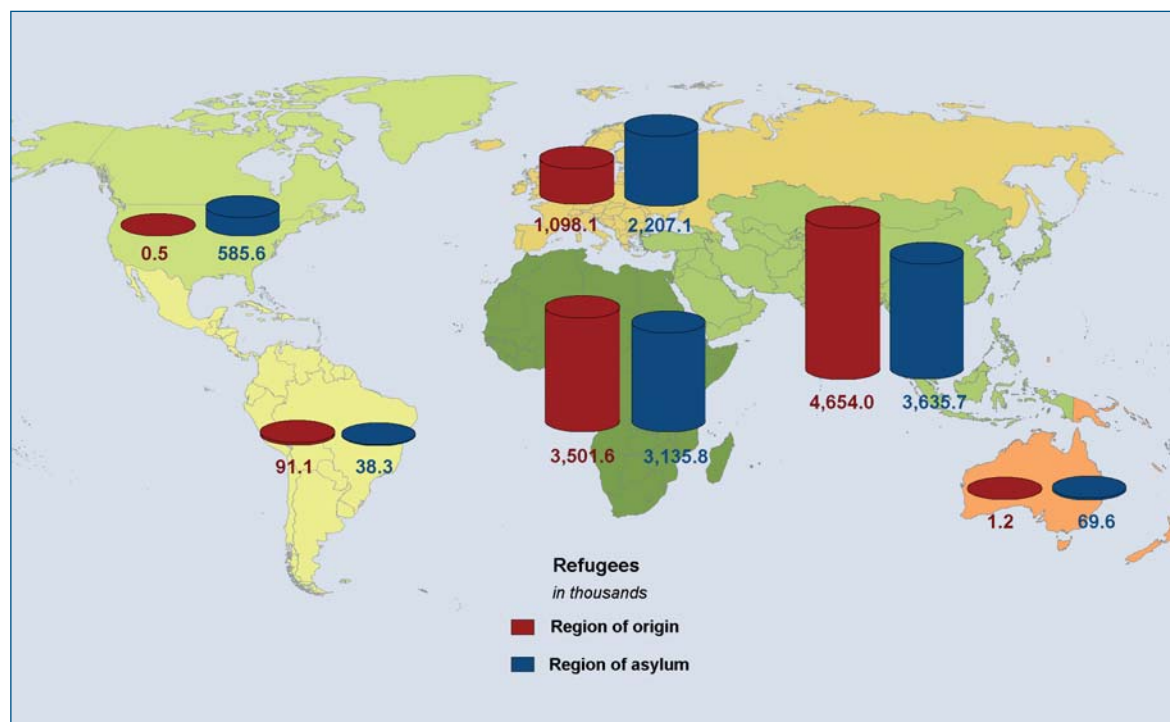 1,098.1 2,207.1
0.5 585.6
4,654.0 3,635.7
3,501.6 3,135.8
91.1 38.3
1.2 69.6
Refugees
in thousands
Region of origin
Region of asylum